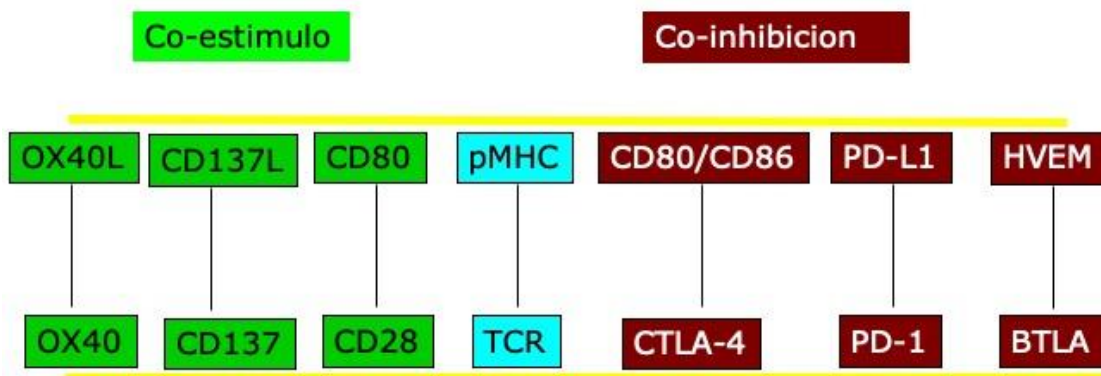 Co-estimulo
Co-inhibicion
OX40L
CD137L
CD80
pMHC
CD80/CD86
PD-L1
HVEM
OX40
CD137
CD28
TCR
CTLA-4
PD-1
BTLA